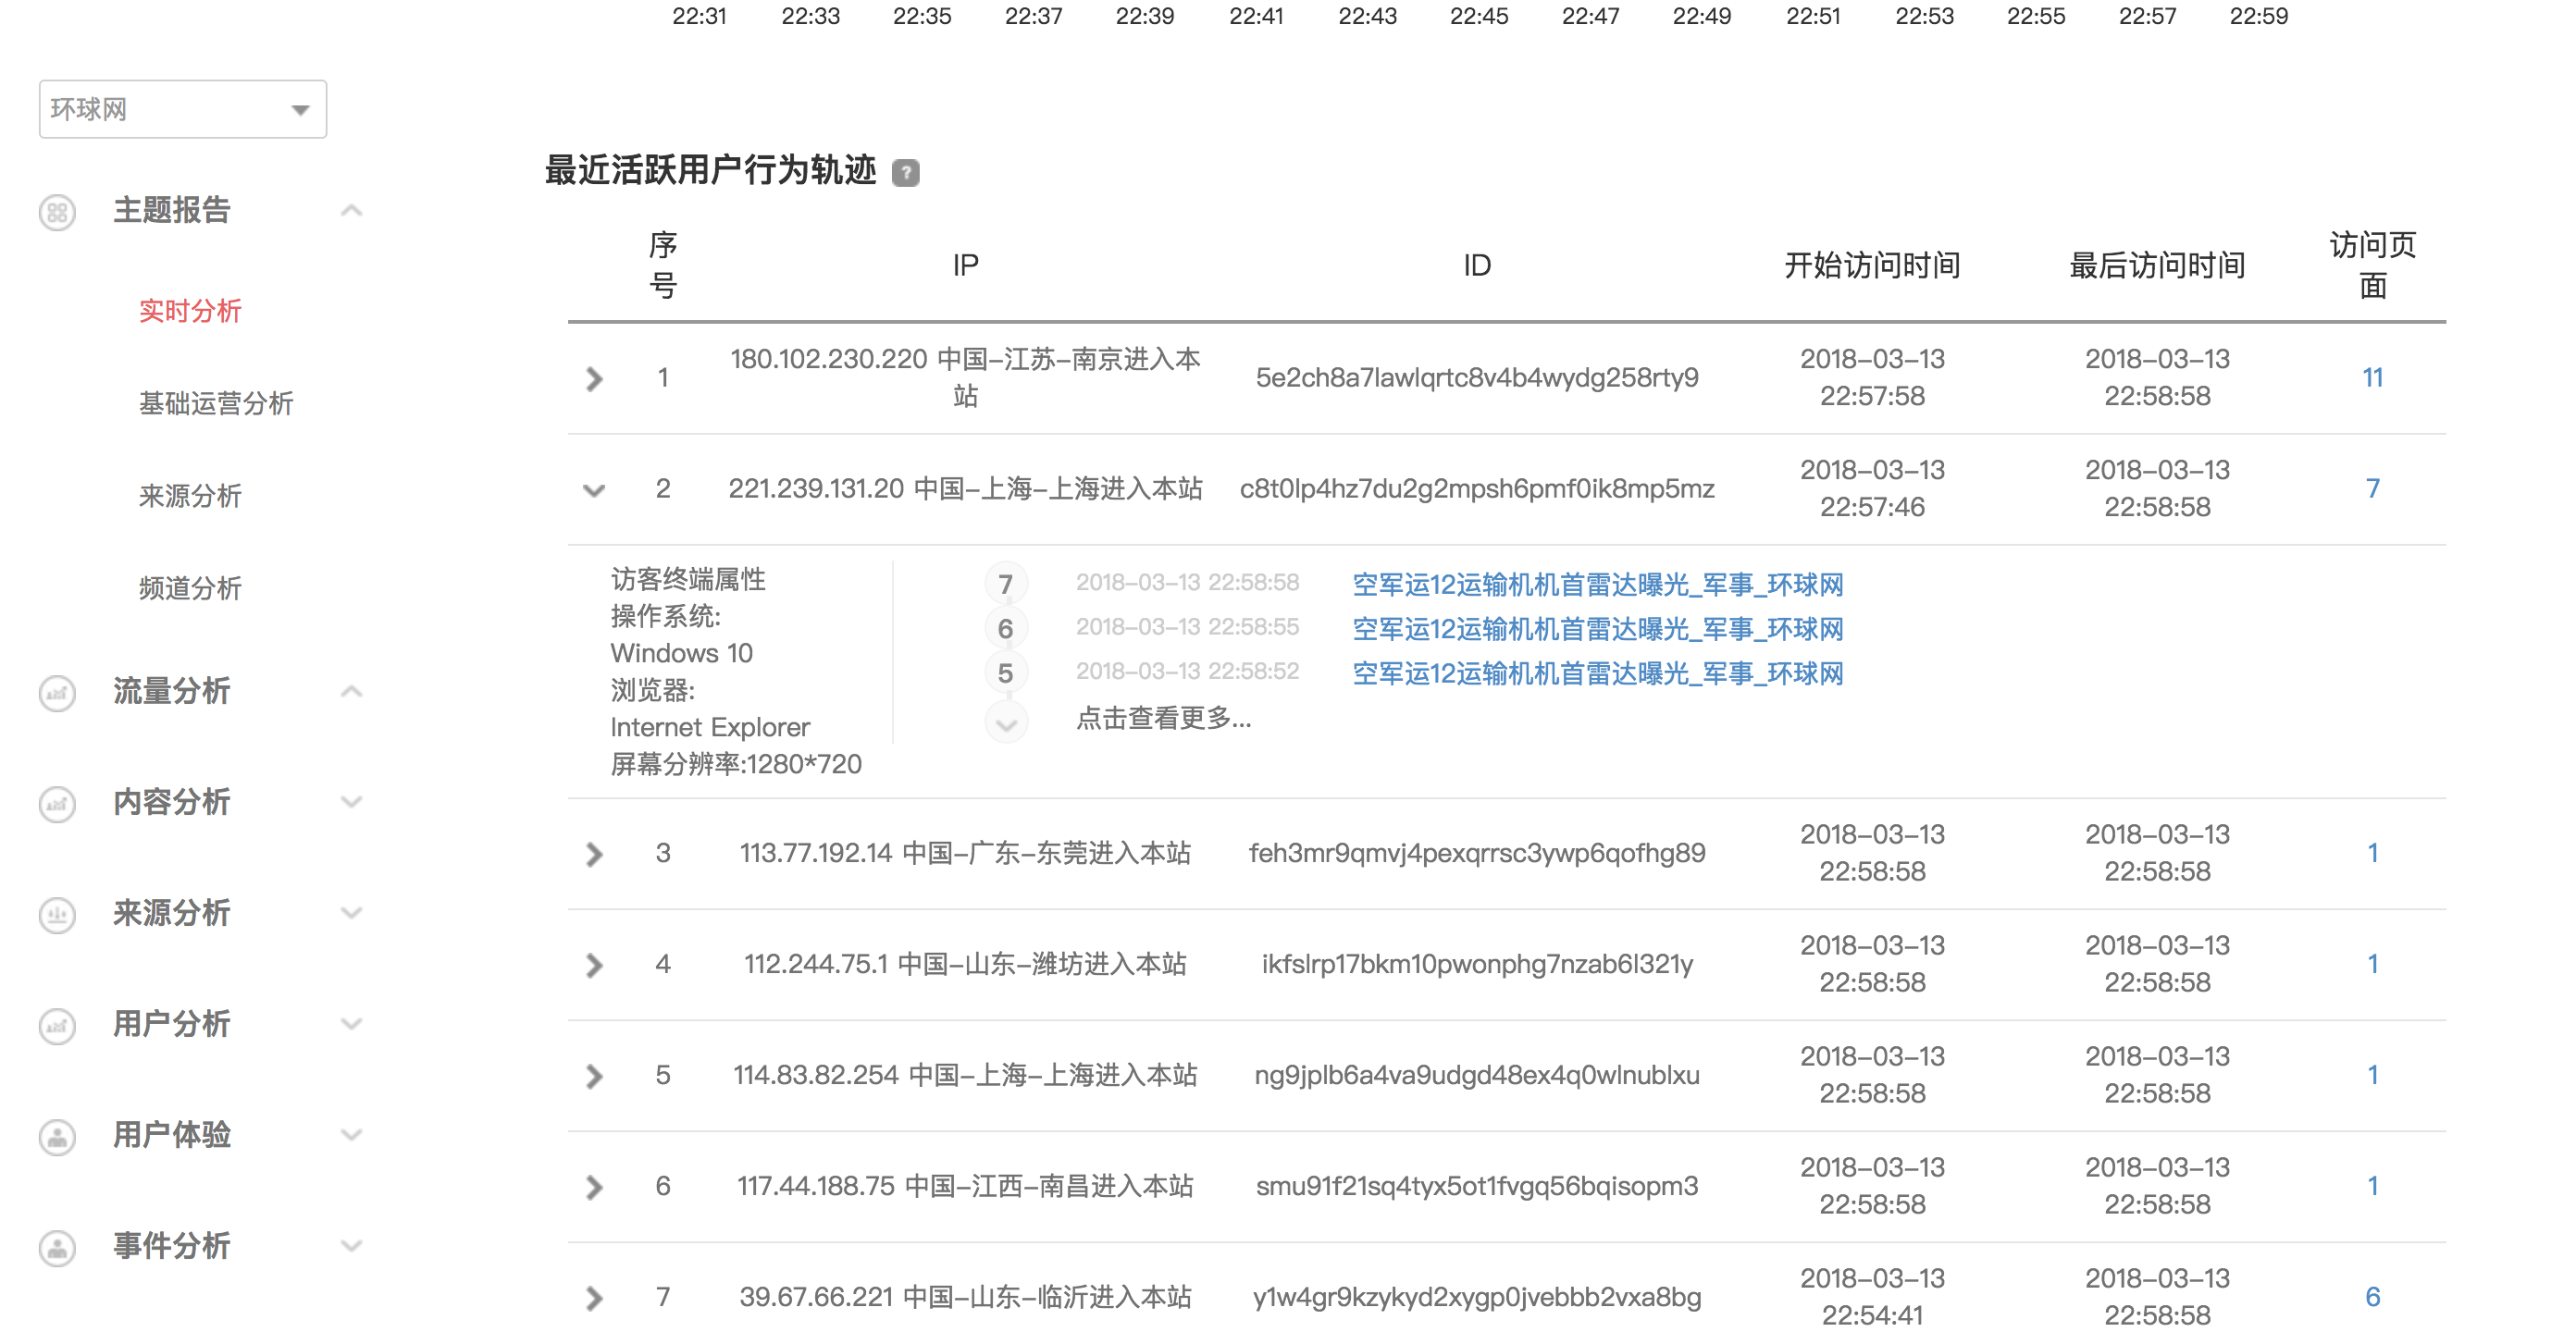 22:31 22:33 22:35 22:37 22:39 22:41 22:43 22:45 22:47 22:49 22:51 22:53 22:55 22:57 22:59
环球网
主题报告
实时分析
基础运营分析
来源分析
频道分析
流量分析
内容分析
来源分析
用户分析
用户体验
事件分析
最近活跃用户行为轨迹 ?
序号 IP ID 开始访问时间 最后访问时间 访问页面
1 180.102.230.220 中国–江苏–南京进入本站 5e2ch8a7lawlqrtc8v4b4wydg258rty9 2018–03–13 22:57:58 2018–03–13 22:58:58 11
2 221.239.131.20 中国–上海–上海进入本站 c8t0lp4hz7du2g2mpsh6pmf0ik8mp5mz 2018–03–13 22:57:46 2018–03–13 22:58:58 7
访客终端属性
操作系统:
Windows 10
浏览器:
Internet Explorer
屏幕分辨率:1280*720
7 2018–03–13 22:58:58 空军运12运输机机首雷达曝光_军事_环球网
6 2018–03–13 22:58:55 空军运12运输机机首雷达曝光_军事_环球网
5 2018–03–13 22:58:52 空军运12运输机机首雷达曝光_军事_环球网
点击查看更多...
3 113.77.192.14 中国–广东–东莞进入本站 feh3mr9qmvj4pexqrrsc3ywp6qofhg89 2018–03–13 22:58:58 2018–03–13 22:58:58 1
4 112.244.75.1 中国–山东–潍坊进入本站 ikfslrp17bkm10pwonphg7nzab6l321y 2018–03–13 22:58:58 2018–03–13 22:58:58 1
5 114.83.82.254 中国–上海–上海进入本站 ng9jplb6a4va9udgd48ex4q0wlnublxu 2018–03–13 22:58:58 2018–03–13 22:58:58 1
6 117.44.188.75 中国–江西–南昌进入本站 smu91f21sq4tyx5ot1fvgq56bqisopm3 2018–03–13 22:58:58 2018–03–13 22:58:58 1
7 39.67.66.221 中国–山东–临沂进入本站 y1w4gr9kzykyd2xygp0jvebbb2vxa8bg 2018–03–13 22:54:41 2018–03–13 22:58:58 6